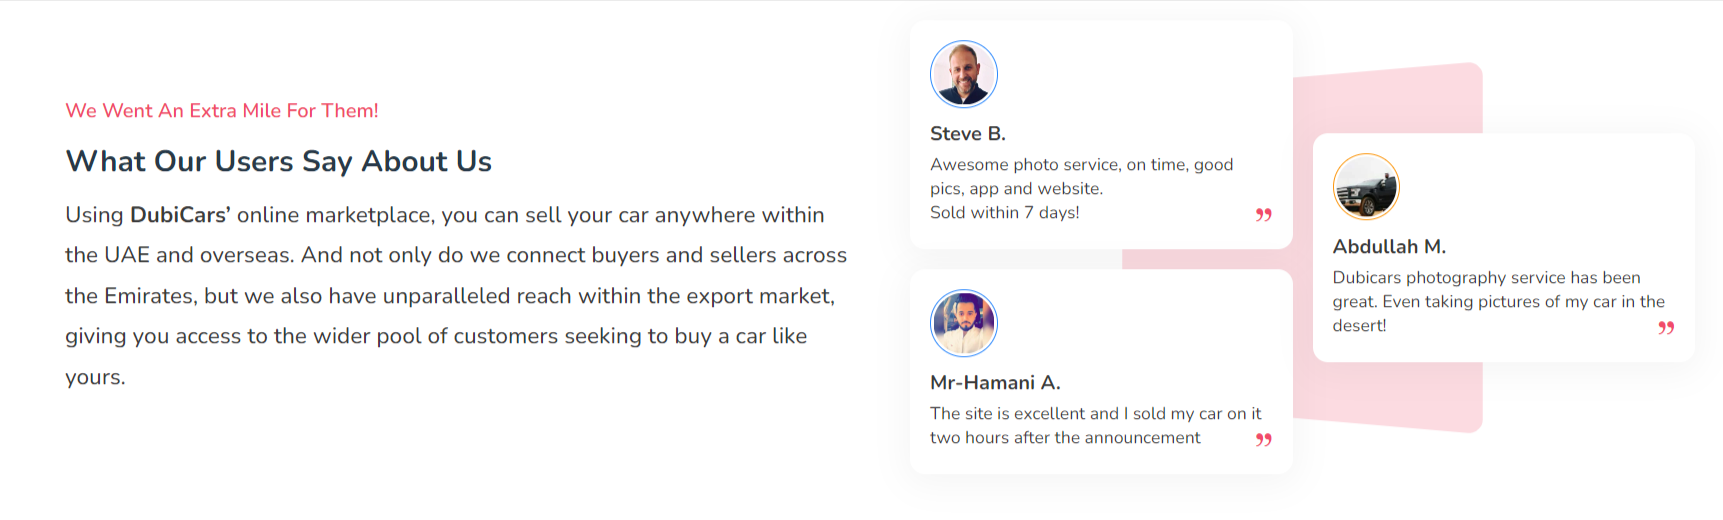 We Went An Extra Mile For Them!
What Our Users Say About Us
Using DubiCars’ online marketplace, you can sell your car anywhere within
the UAE and overseas. And not only do we connect buyers and sellers across
the Emirates, but we also have unparalleled reach within the export market,
giving you access to the wider pool of customers seeking to buy a car like
yours.
Steve B.
Awesome photo service, on time, good
pics, app and website.
Sold within 7 days!
”
Mr-Hamani A.
The site is excellent and I sold my car on it
two hours after the announcement
”
Abdullah M.
Dubicars photography service has been
great. Even taking pictures of my car in the
desert!
”